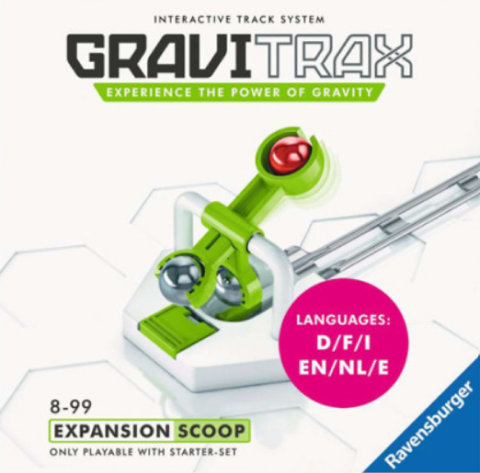 INTERACTIVE TRACK SYSTEM
GRAVITRAX
EXPERIENCE THE POWER OF GRAVITY
LANGUAGES:
D/F/I
EN/NL/E
8-99
EXPANSION SCOOP
ONLY PLAYABLE WITH STARTER-SET
Ravensburger